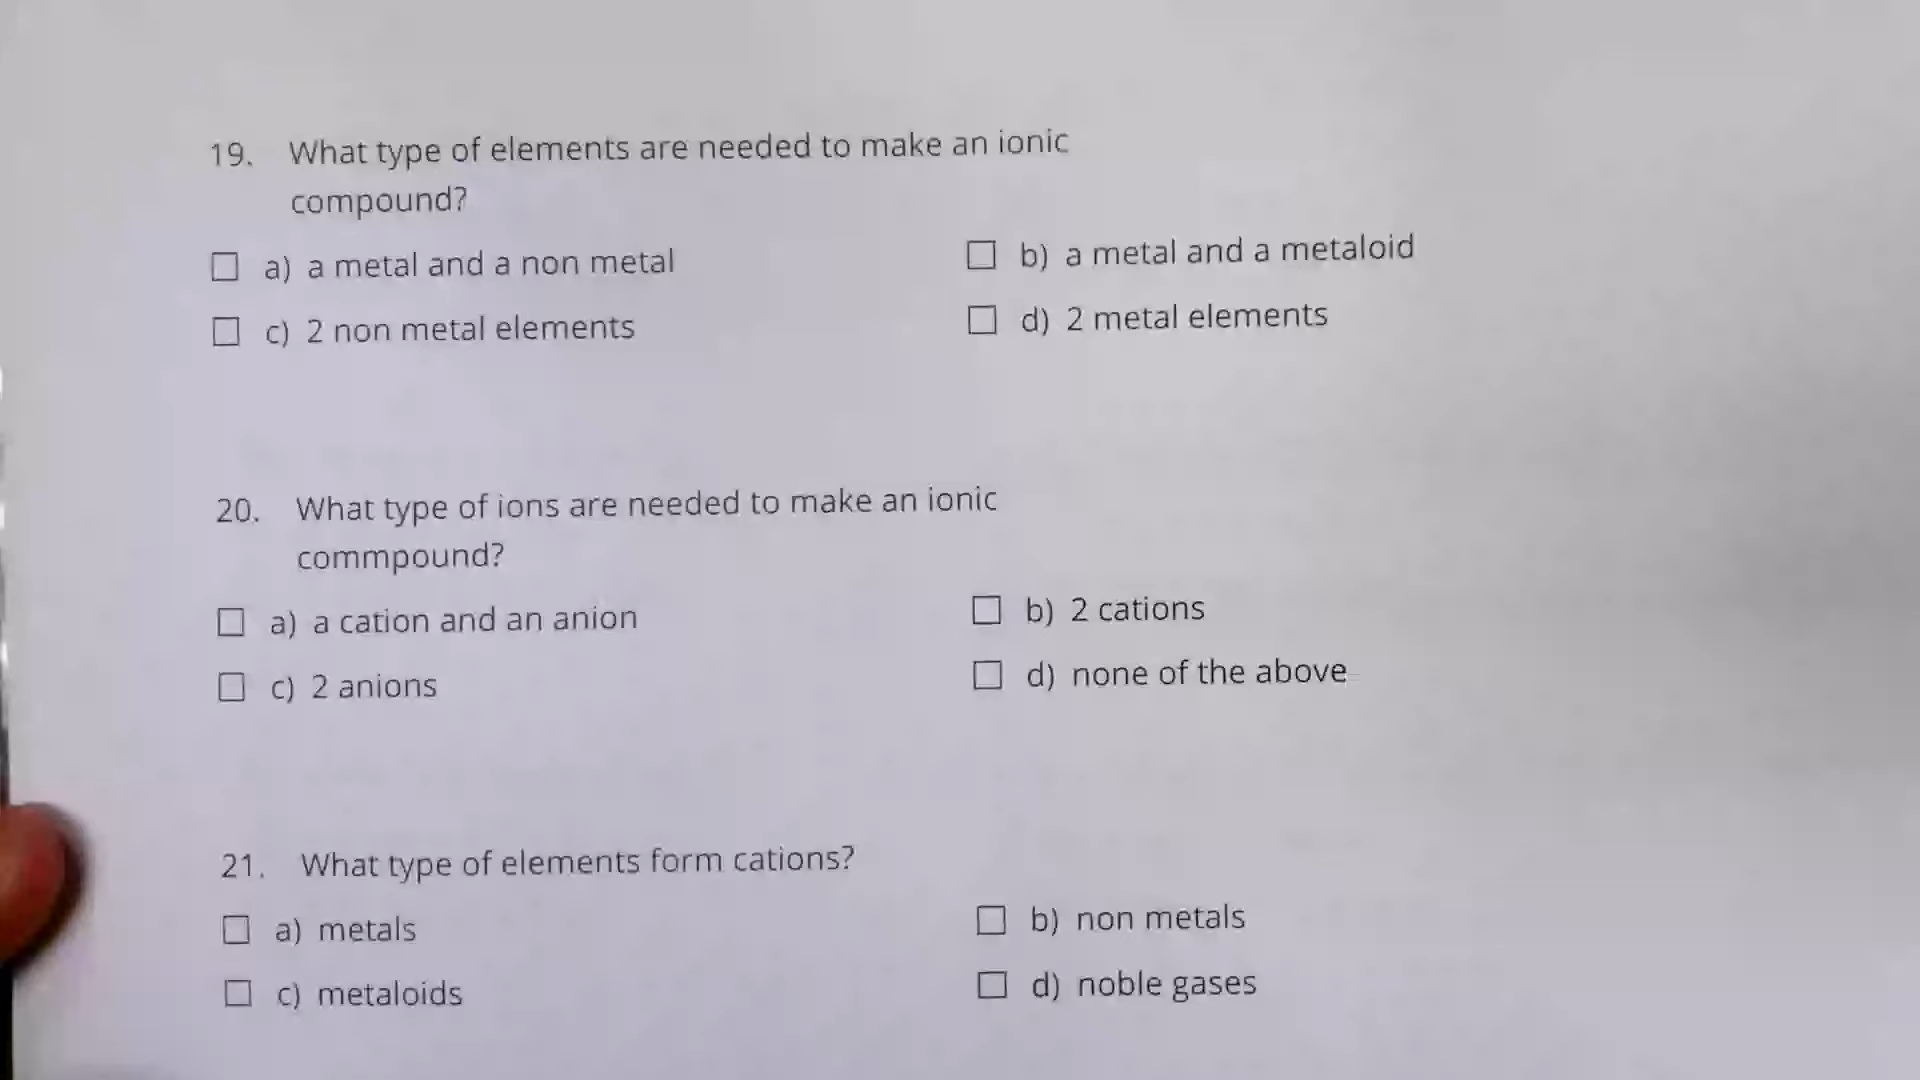 19. What type of elements are needed to make an ionic
compound?
☐ a) a metal and a non metal ☐ b) a metal and a metaloid
☐ c) 2 non metal elements ☐ d) 2 metal elements
20. What type of ions are needed to make an ionic
commpound?
☐ a) a cation and an anion ☐ b) 2 cations
☐ c) 2 anions ☐ d) none of the above
21. What type of elements form cations?
☐ a) metals ☐ b) non metals
☐ c) metaloids ☐ d) noble gases